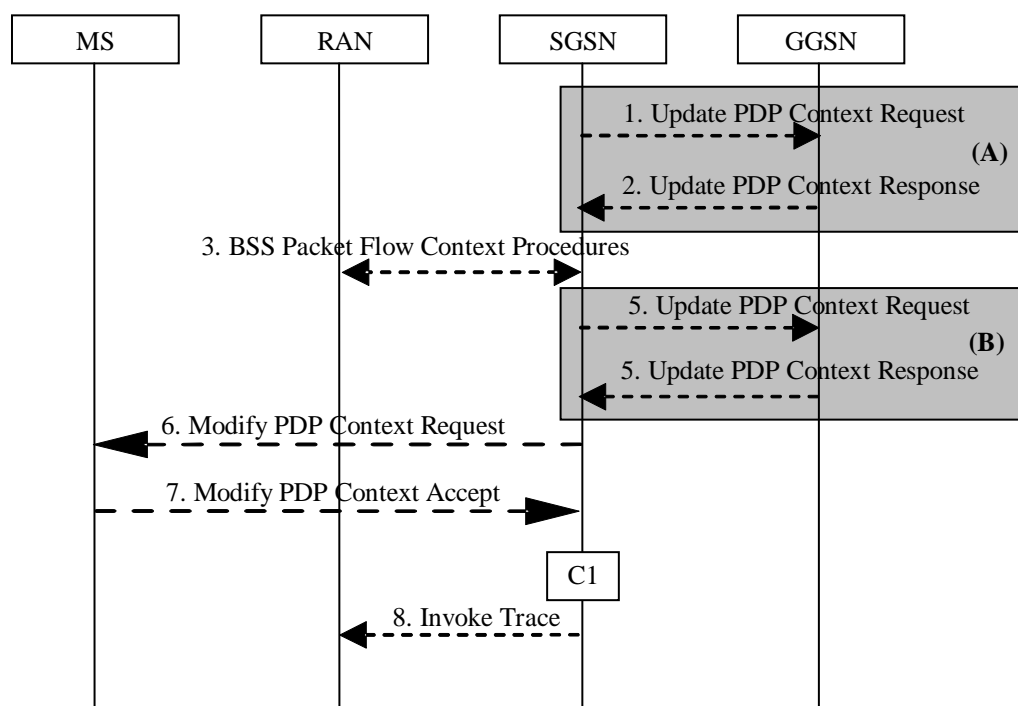 MS
RAN
SGSN
GGSN
1. Update PDP Context Request
(A)
2. Update PDP Context Response
3. BSS Packet Flow Context Procedures
5. Update PDP Context Request
(B)
5. Update PDP Context Response
6. Modify PDP Context Request
7. Modify PDP Context Accept
C1
8. Invoke Trace